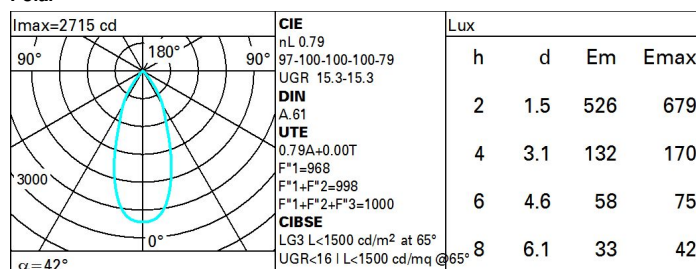 Imax=2715 cd
90° 180° 90°
3000
0°
α=42°
CIE
nL 0.79
97-100-100-100-79
UGR 15.3-15.3
DIN
A.61
UTE
0.79A+0.00T
F"1=968
F"1+F"2=998
F"1+F"2+F"3=1000
CIBSE
LG3 L<1500 cd/m² at 65°
UGR<16 | L<1500 cd/mq @65°
Lux
h d Em Emax
2 1.5 526 679
4 3.1 132 170
6 4.6 58 75
8 6.1 33 42